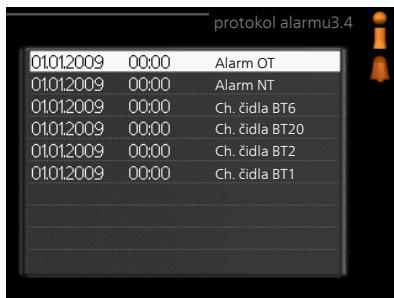 protokol alarmu3.4
01.01.2009 00:00 Alarm OT
01.01.2009 00:00 Alarm NT
01.01.2009 00:00 Ch. čidla BT6
01.01.2009 00:00 Ch. čidla BT20
01.01.2009 00:00 Ch. čidla BT2
01.01.2009 00:00 Ch. čidla BT1